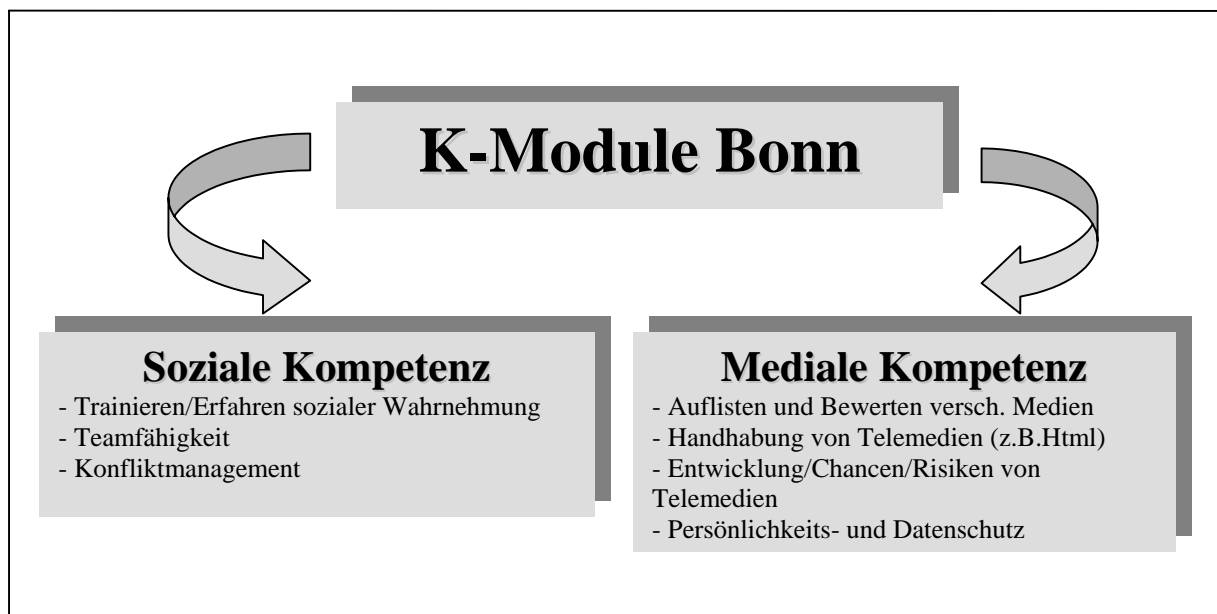 K-Module Bonn
Soziale Kompetenz
- Trainieren/Erfahren sozialer Wahrnehmung
- Teamfähigkeit
- Konfliktmanagement
Mediale Kompetenz
- Auflisten und Bewerten versch. Medien
- Handhabung von Telemedien (z.B.Html)
- Entwicklung/Chancen/Risiken von
Telemedien
- Persönlichkeits- und Datenschutz